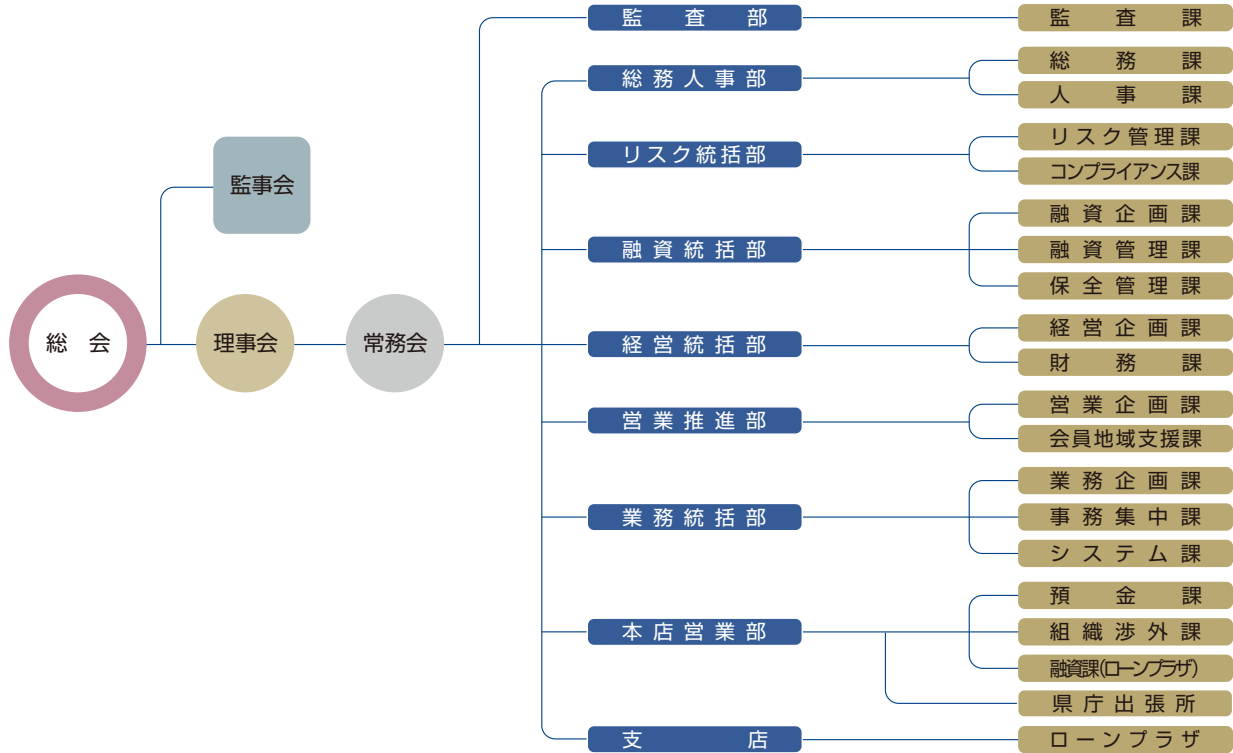 総会
監事会
理事会
常務会
監査部
監査課
総務人事部
総務課
人事課
リスク統括部
リスク管理課
コンプライアンス課
融資統括部
融資企画課
融資管理課
保全管理課
経営統括部
経営企画課
財務課
営業推進部
営業企画課
会員地域支援課
業務統括部
業務企画課
事務集中課
システム課
本店営業部
預金課
組織渉外課
融資課(ローンプラザ)
県庁出張所
支店
ローンプラザ